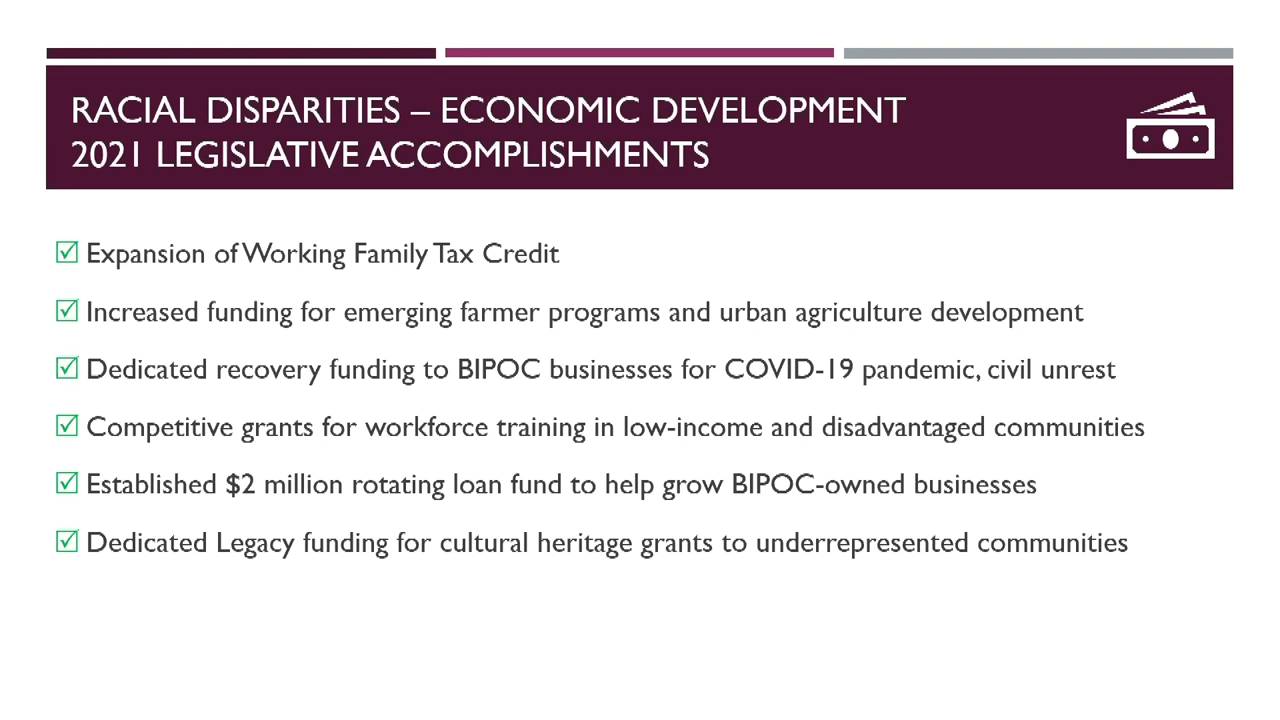 RACIAL DISPARITIES – ECONOMIC DEVELOPMENT
2021 LEGISLATIVE ACCOMPLISHMENTS
Expansion of Working Family Tax Credit
Increased funding for emerging farmer programs and urban agriculture development
Dedicated recovery funding to BIPOC businesses for COVID-19 pandemic, civil unrest
Competitive grants for workforce training in low-income and disadvantaged communities
Established $2 million rotating loan fund to help grow BIPOC-owned businesses
Dedicated Legacy funding for cultural heritage grants to underrepresented communities